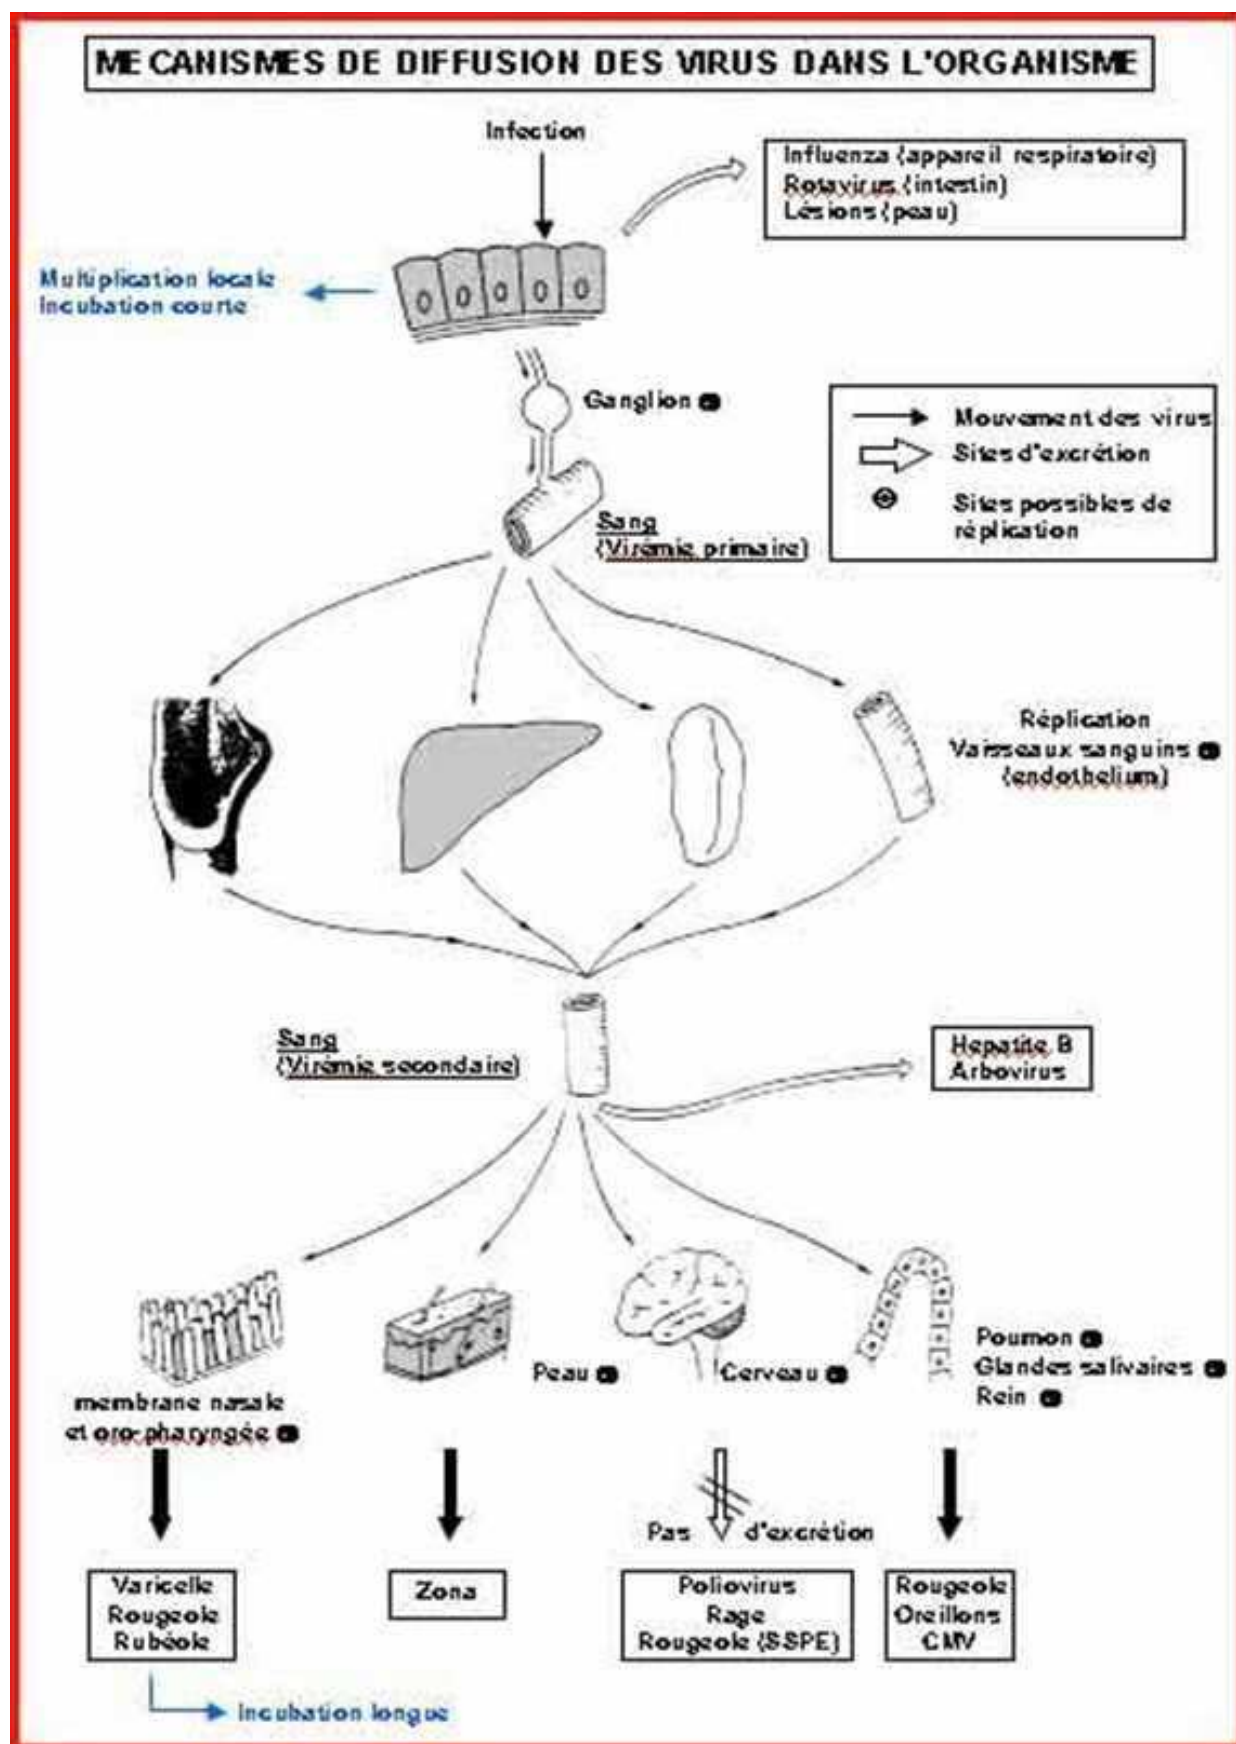 MECANISMES DE DIFFUSION DES VIRUS DANS L'ORGANISME
Infection
Influenza (appareil respiratoire)
Rotavirus (intestin)
Lésions (peau)
Multiplication locale
Incubation courte
Ganglion
Mouvement des virus
Sites d'excrétion
Sites possibles de
réplication
Sang
(Virémie primaire)
Réplication
Vaisseaux sanguins
(endothelium)
Sang
(Virémie secondaire)
Hepatite B
Arbovirus
membrane nasale
et oro-pharyngée
Peau
Cerveau
Poumon
Glandes salivaires
Rein
Pas d'excrétion
Varicelle
Rougeole
Rubéole
Zona
Poliovirus
Rage
Rougeole (SSPE)
Rougeole
Oreillons
CMV
Incubation longue